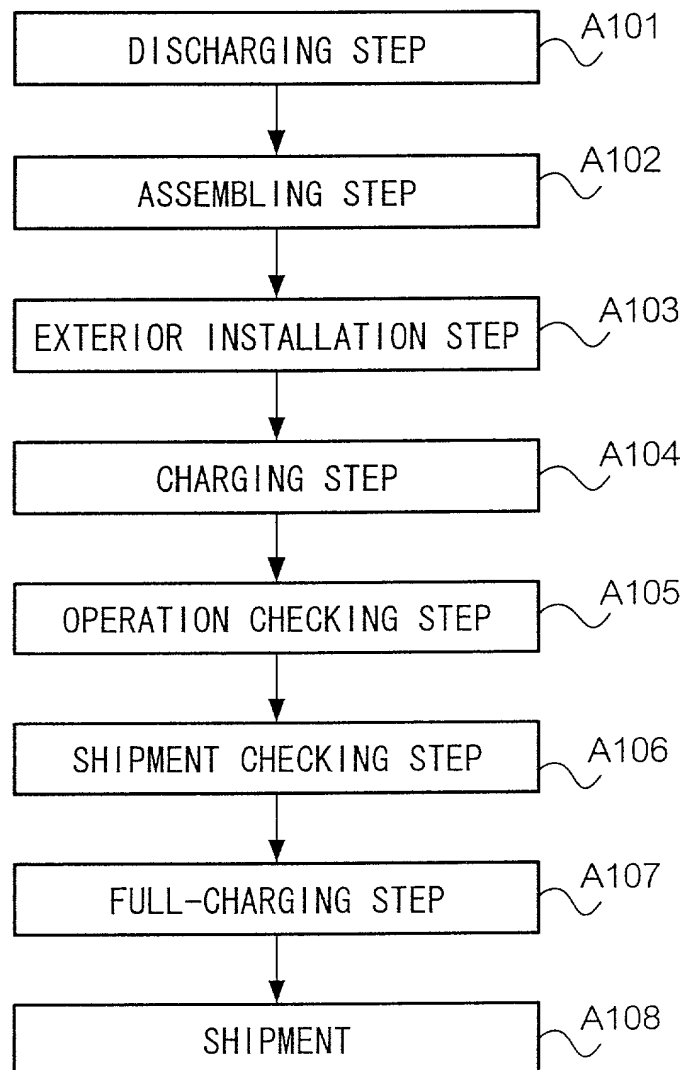 DISCHARGING STEP
A101
ASSEMBLING STEP
A102
EXTERIOR INSTALLATION STEP
A103
CHARGING STEP
A104
OPERATION CHECKING STEP
A105
SHIPMENT CHECKING STEP
A106
FULL-CHARGING STEP
A107
SHIPMENT
A108